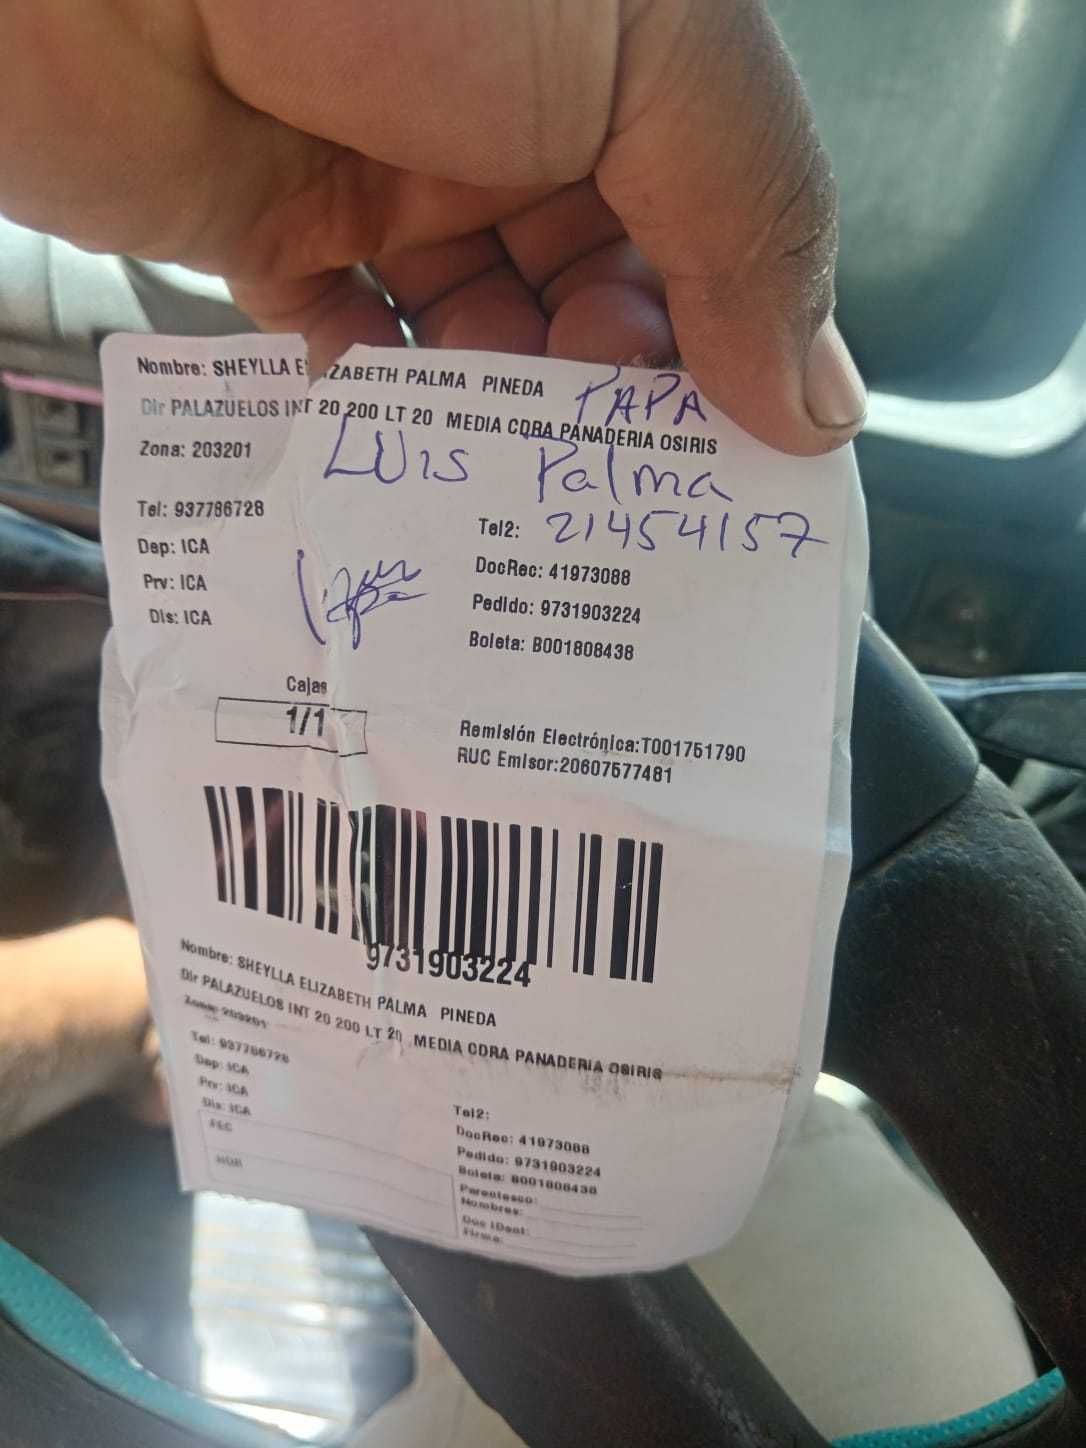 Nombre: SHEYLLA ELIZABETH PALMA PINEDA
PAPA
Dir PALAZUELOS INT 20 200 LT 20 MEDIA CDRA PANADERIA OSIRIS
Zona: 203201
LUIS Palma
Tel: 937786728
Tel2: 21454157
Dep: ICA
DocRec: 41973088
Prv: ICA
Pedido: 9731903224
Dis: ICA
Boleta: B001808438
Cajas
1/1
Remisión Electrónica:T001751790
RUC Emisor:20607577481
9731903224
Nombre: SHEYLLA ELIZABETH PALMA PINEDA
Dir PALAZUELOS INT 20 200 LT 20 MEDIA CDRA PANADERIA OSIRIS
Zona: 203201
Tel: 937786728
Tel2:
Dep: ICA
DocRec: 41973088
Prv: ICA
Pedido: 9731903224
Dis: ICA
Boleta: B001808438
FEC
Parentesco:
Nombres:
HOR
Doc IDent:
Firma: